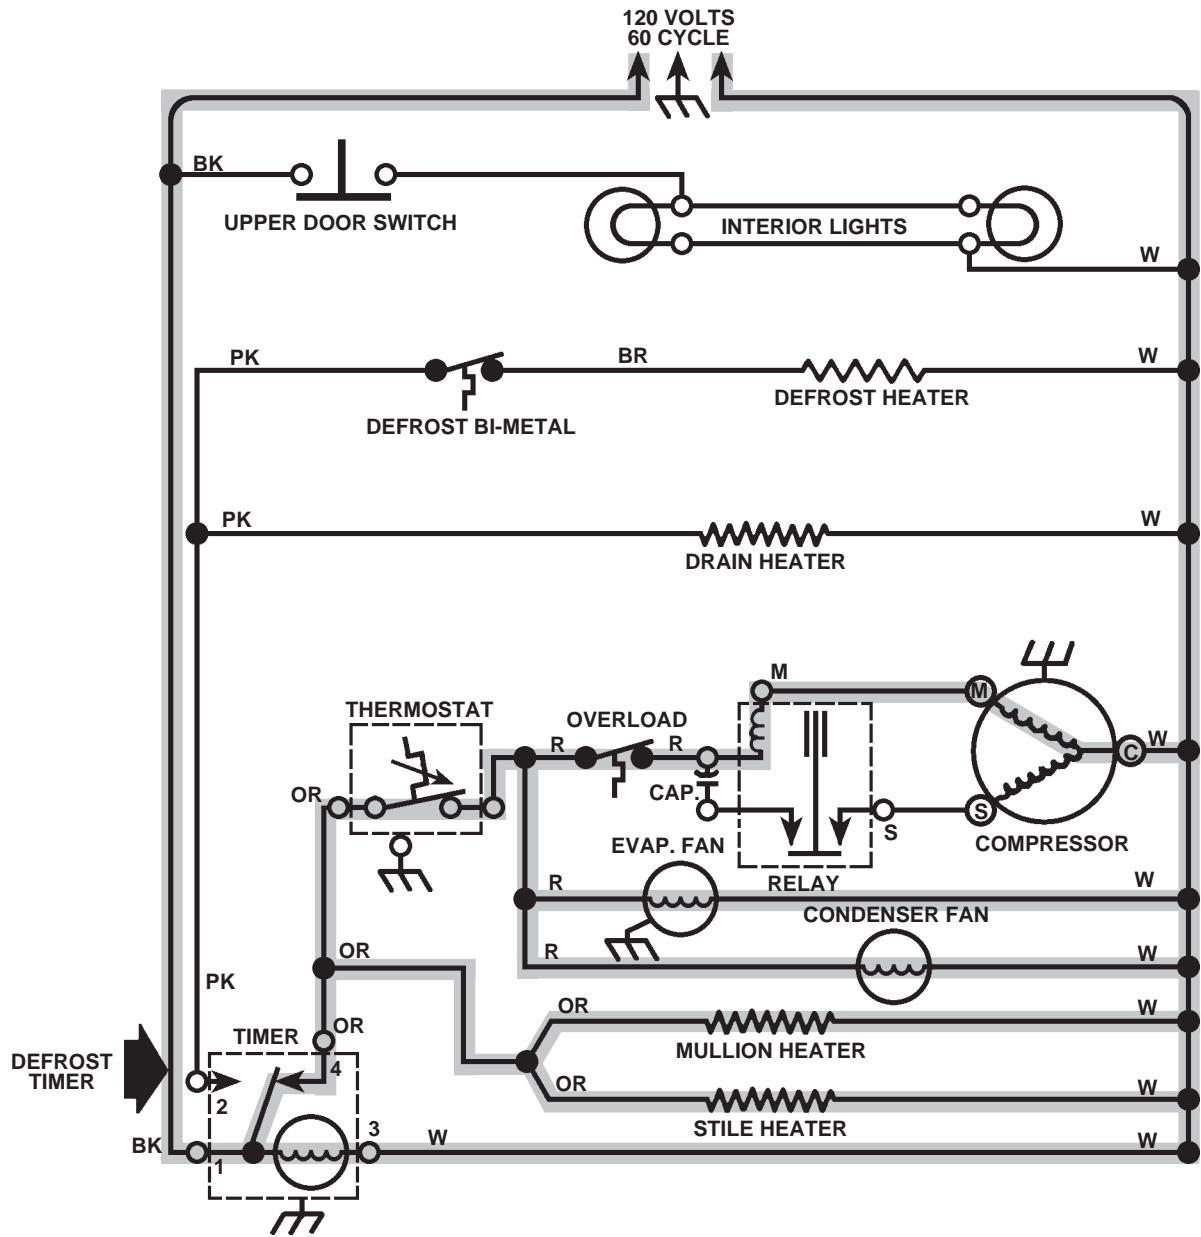 120 VOLTS
60 CYCLE
BK
UPPER DOOR SWITCH
INTERIOR LIGHTS
W
PK
BR
W
DEFROST BI-METAL
DEFROST HEATER
PK
W
DRAIN HEATER
M
THERMOSTAT
OVERLOAD
M
R
R
W
C
OR
CAP.
S
S
EVAP. FAN
COMPRESSOR
R
RELAY
W
CONDENSER FAN
OR
R
W
PK
OR
W
TIMER
OR
MULLION HEATER
DEFROST
TIMER
4
OR
W
2
STILE HEATER
BK
1
3
W
W